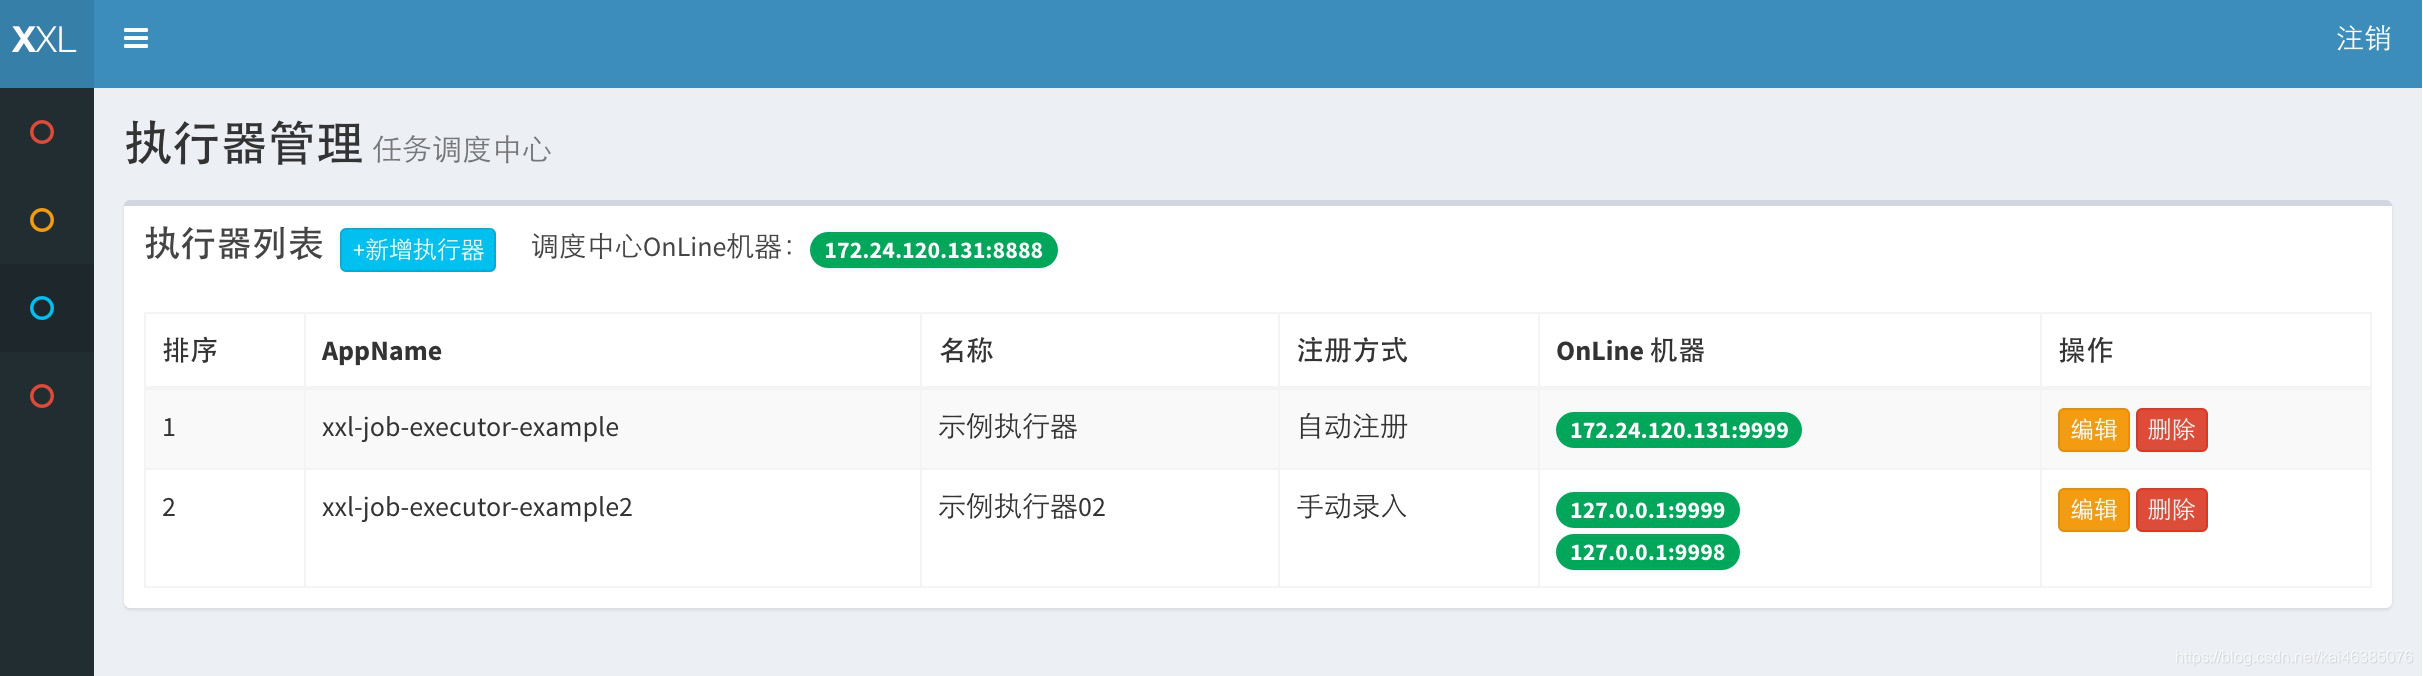 XXL
注销
执行器管理 任务调度中心
执行器列表 +新增执行器 调度中心OnLine机器： 172.24.120.131:8888
排序 AppName 名称 注册方式 OnLine 机器 操作
1 xxl-job-executor-example 示例执行器 自动注册 172.24.120.131:9999 编辑 删除
2 xxl-job-executor-example2 示例执行器02 手动录入 127.0.0.1:9999 编辑 删除
127.0.0.1:9998
https://blog.csdn.net/kai46385076